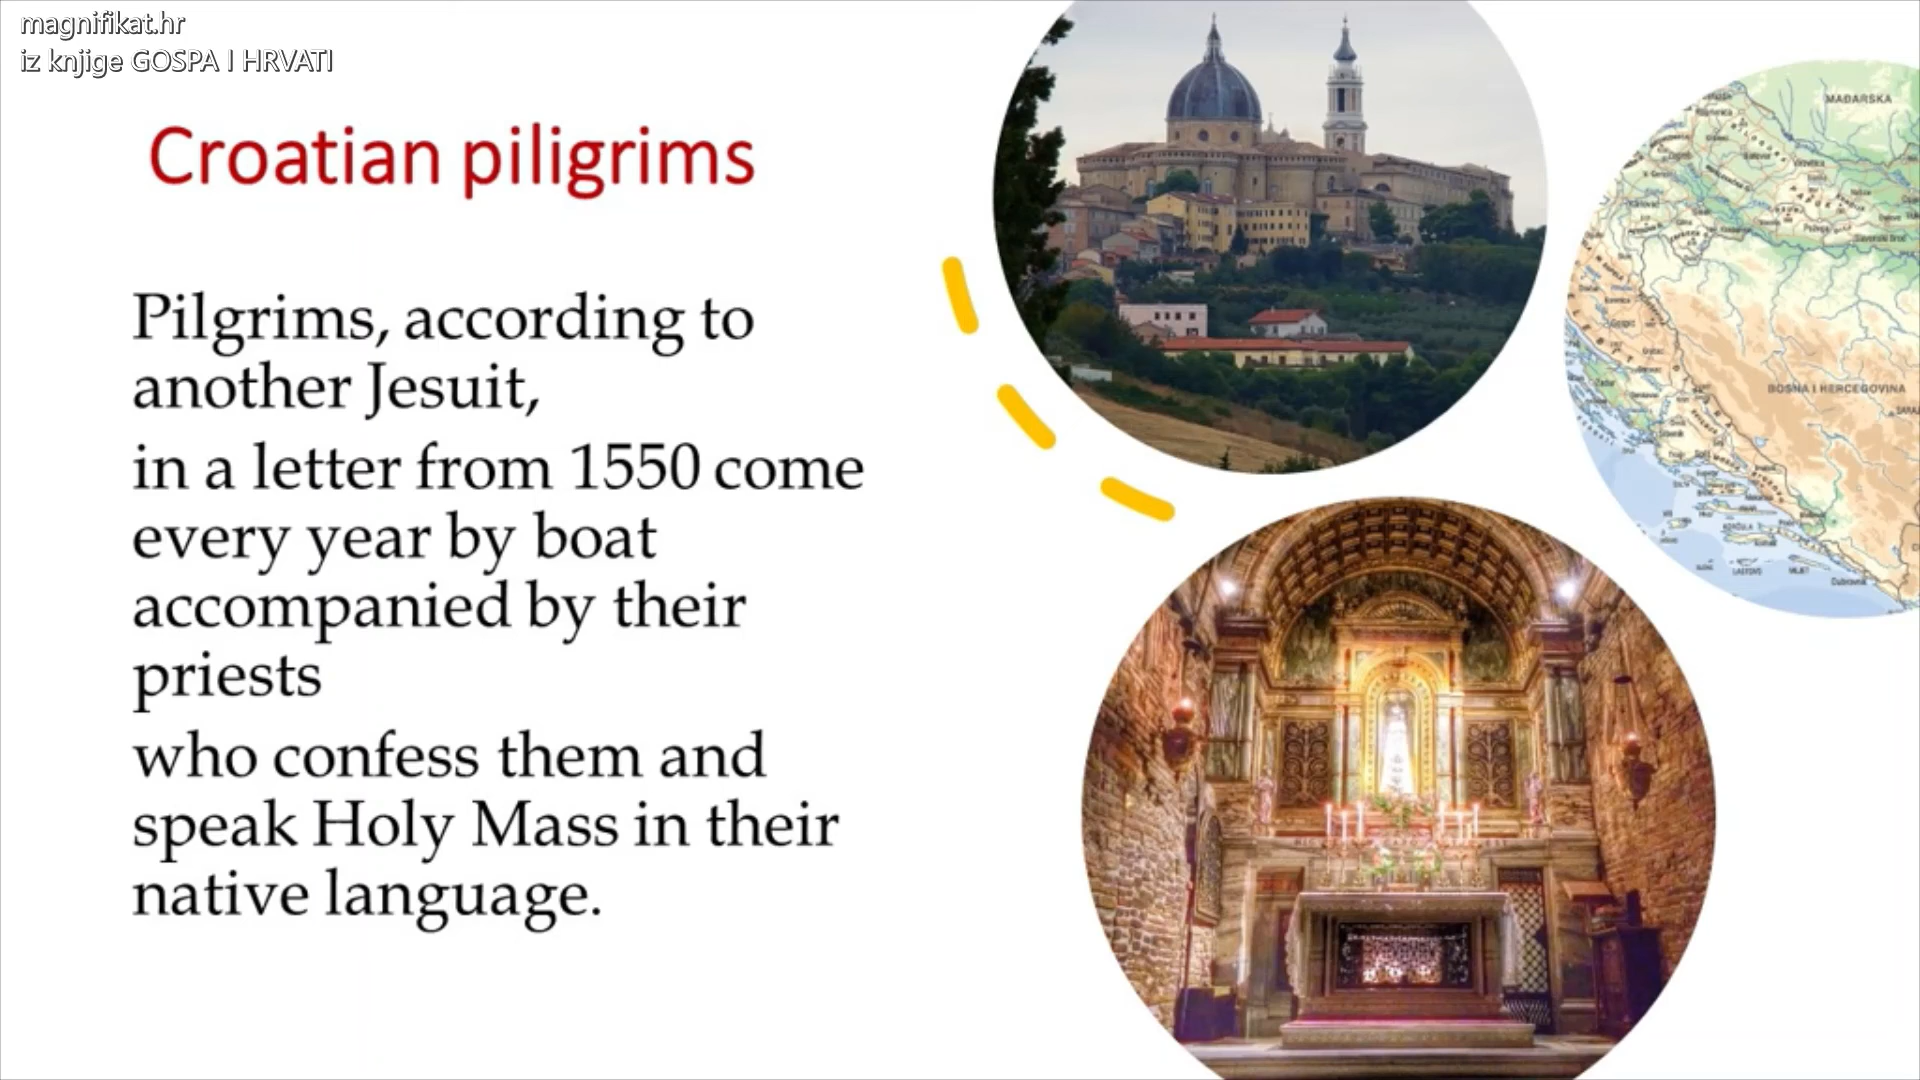 magnifikat.hr
iz knjige GOSPA I HRVATI
Croatian piligrims
Pilgrims, according to
another Jesuit,
in a letter from 1550 come
every year by boat
accompanied by their
priests
who confess them and
speak Holy Mass in their
native language.
MAĐARSKA
BOSNA I HERCEGOVINA
Zadar
Dubrovnik